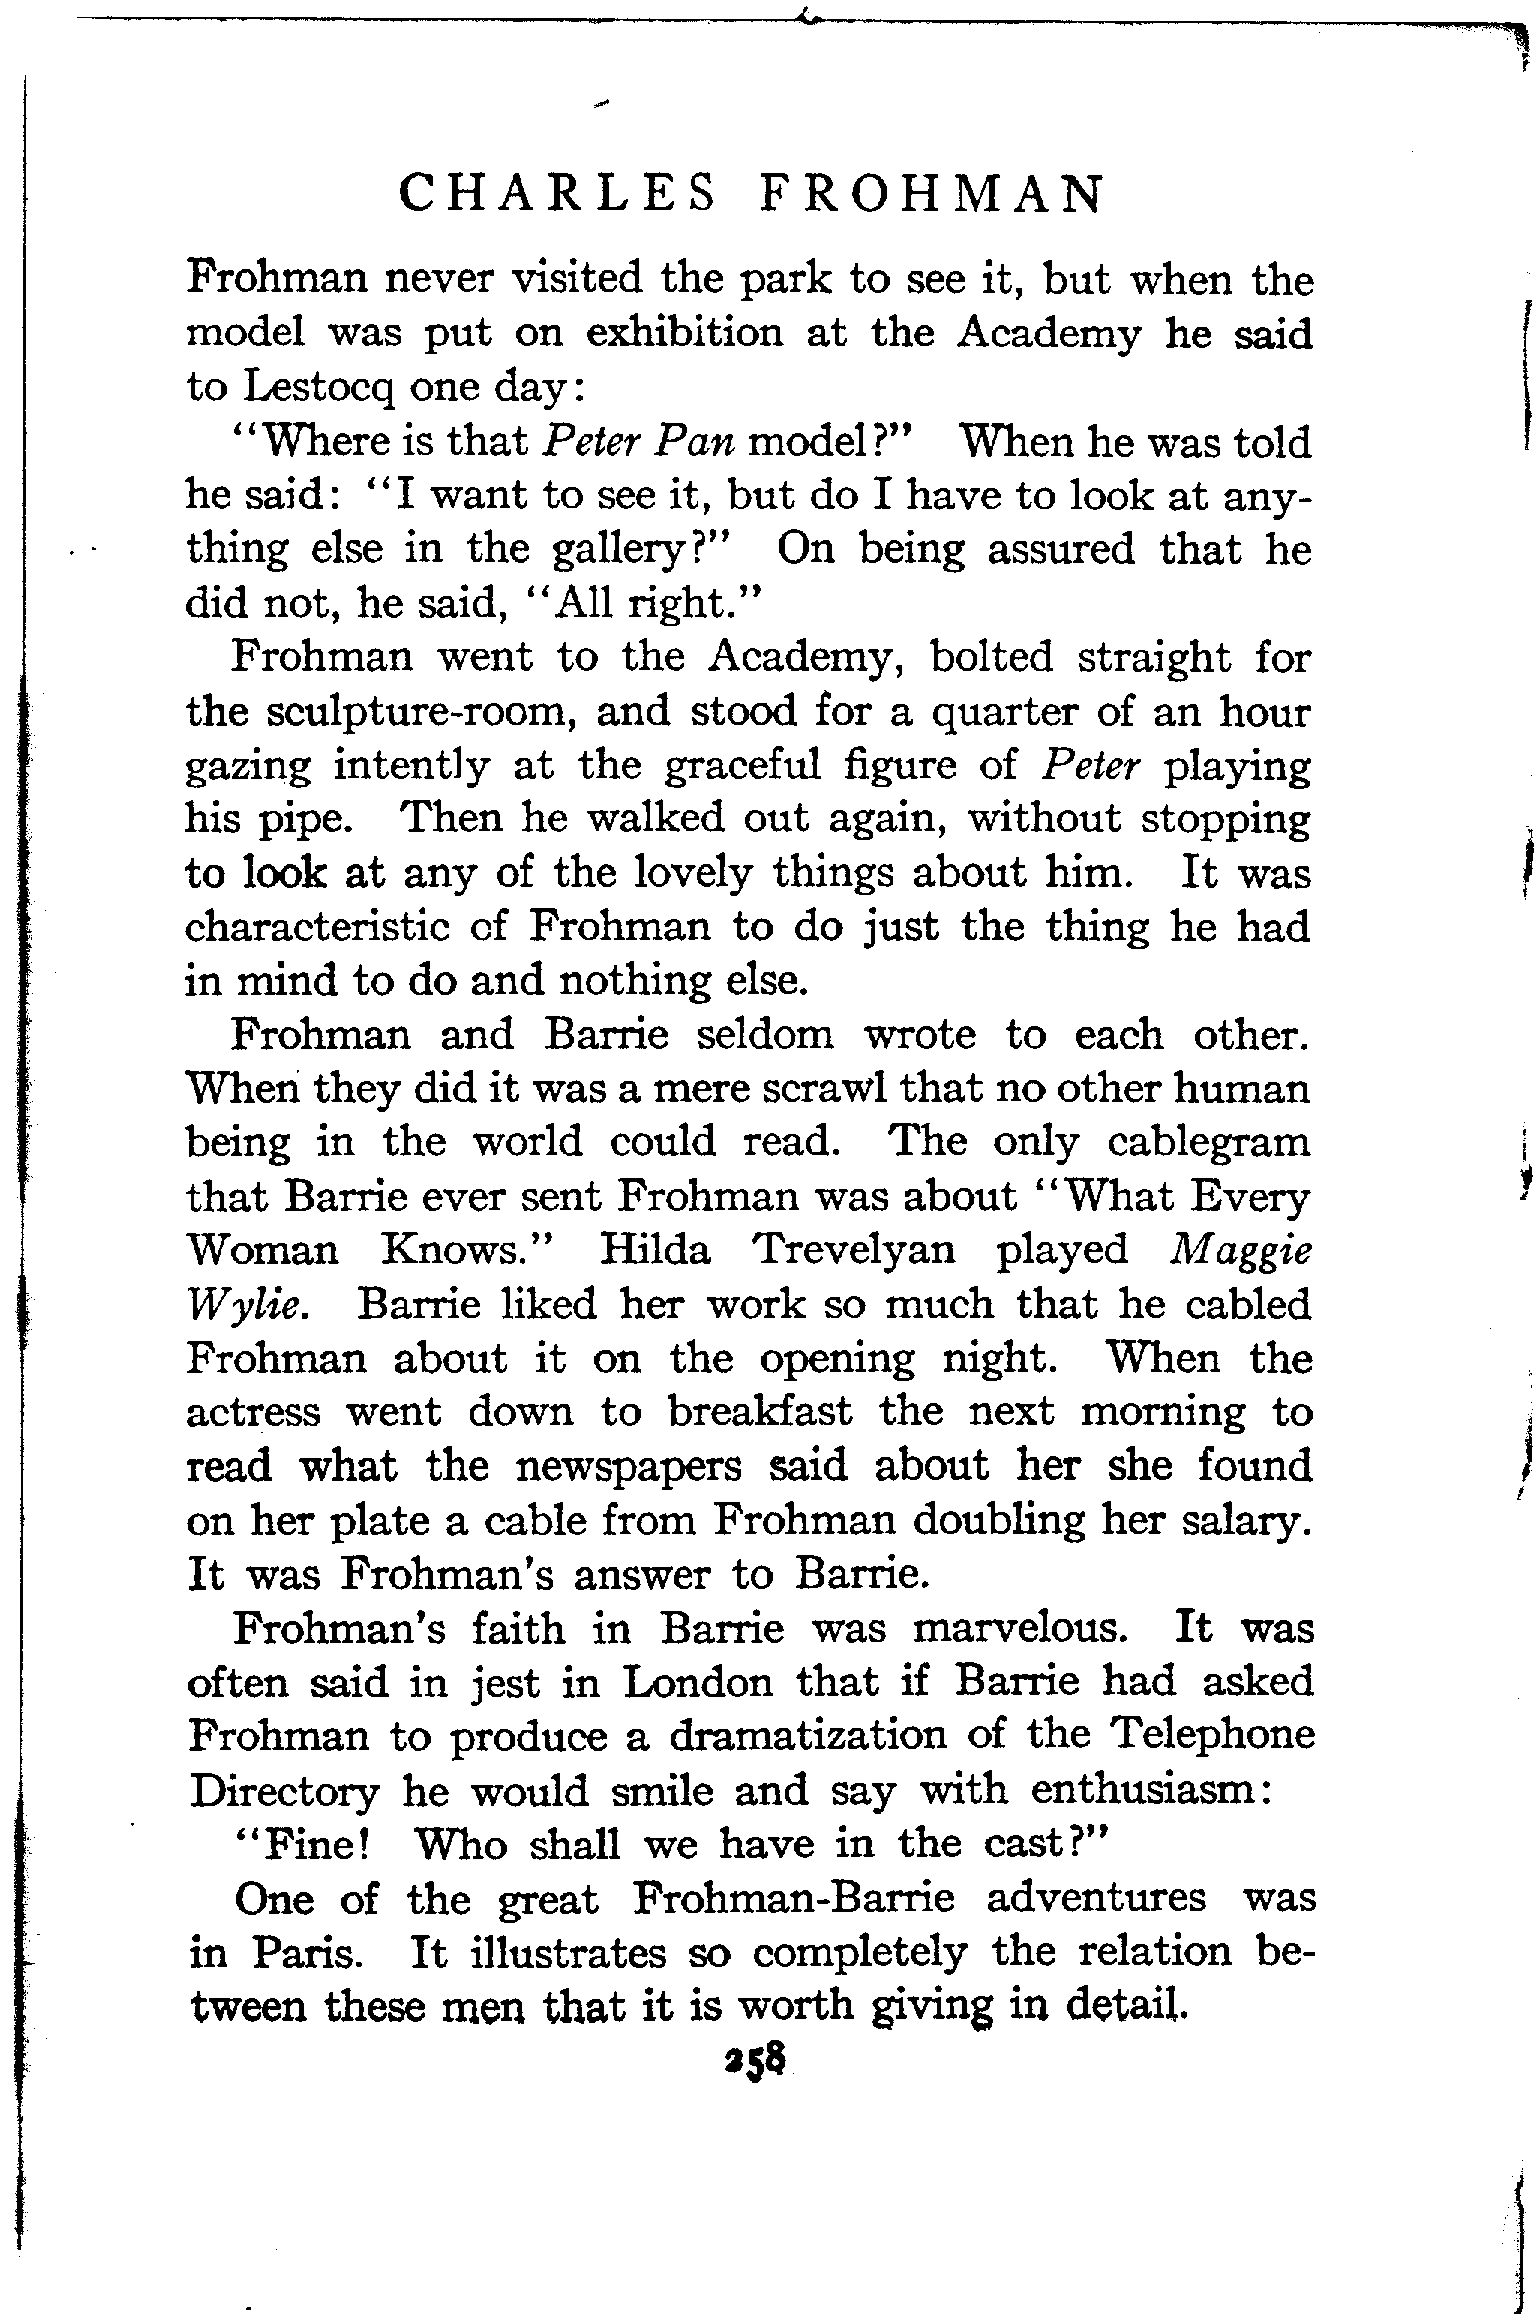 CHARLES FROHMAN
Frohman never visited the park to see it, but when the
model was put on exhibition at the Academy he said
to Lestocq one day:
"Where is that Peter Pan model?" When he was told
he said: "I want to see it, but do I have to look at any-
thing else in the gallery?" On being assured that he
did not, he said, "All right."
Frohman went to the Academy, bolted straight for
the sculpture-room, and stood for a quarter of an hour
gazing intently at the graceful figure of Peter playing
his pipe. Then he walked out again, without stopping
to look at any of the lovely things about him. It was
characteristic of Frohman to do just the thing he had
in mind to do and nothing else.
Frohman and Barrie seldom wrote to each other.
When they did it was a mere scrawl that no other human
being in the world could read. The only cablegram
that Barrie ever sent Frohman was about "What Every
Woman Knows." Hilda Trevelyan played Maggie
Wylie. Barrie liked her work so much that he cabled
Frohman about it on the opening night. When the
actress went down to breakfast the next morning to
read what the newspapers said about her she found
on her plate a cable from Frohman doubling her salary.
It was Frohman's answer to Barrie.
Frohman's faith in Barrie was marvelous. It was
often said in jest in London that if Barrie had asked
Frohman to produce a dramatization of the Telephone
Directory he would smile and say with enthusiasm:
"Fine! Who shall we have in the cast?"
One of the great Frohman-Barrie adventures was
in Paris. It illustrates so completely the relation be-
tween these men that it is worth giving in detail.
258